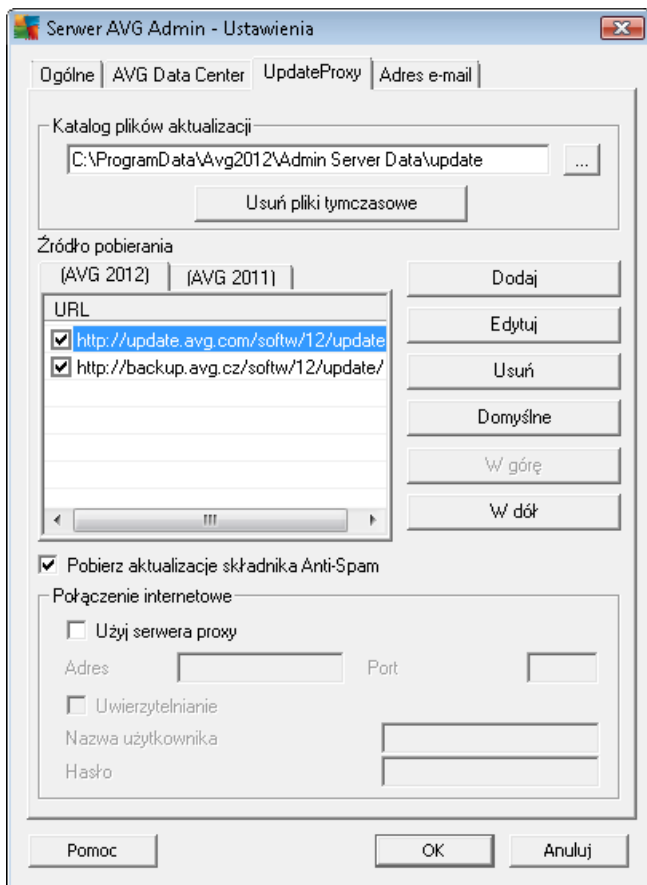 Serwer AVG Admin - Ustawienia
Ogólne AVG Data Center UpdateProxy Adres e-mail
Katalog plików aktualizacji
C:\ProgramData\Avg2012\Admin Server Data\update ...
Usuń pliki tymczasowe
Źródło pobierania
(AVG 2012) (AVG 2011)
URL
http://update.avg.com/softw/12/update
http://backup.avg.cz/softw/12/update/
Dodaj
Edytuj
Usuń
Domyślne
W górę
W dół
Pobierz aktualizacje składnika Anti-Spam
Połączenie internetowe
Użyj serwera proxy
Adres Port
Uwierzytelnianie
Nazwa użytkownika
Hasło
Pomoc OK Anuluj